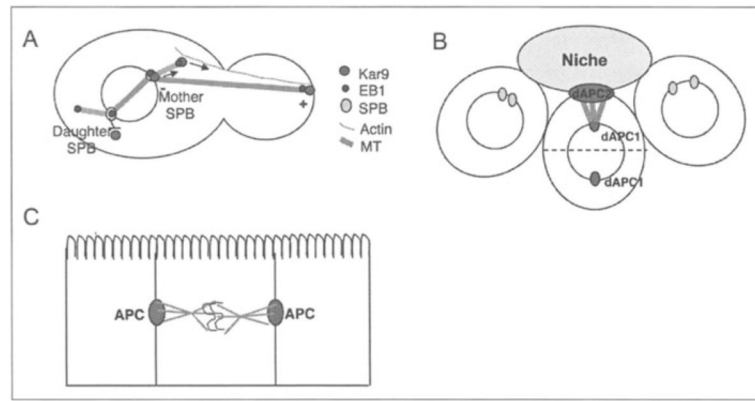 A
Kar9
EB1
SPB
Actin
MT
Mother
SPB
Daughter
SPB
+
B
Niche
dAPC2
dAPC1
dAPC1
C
APC
APC